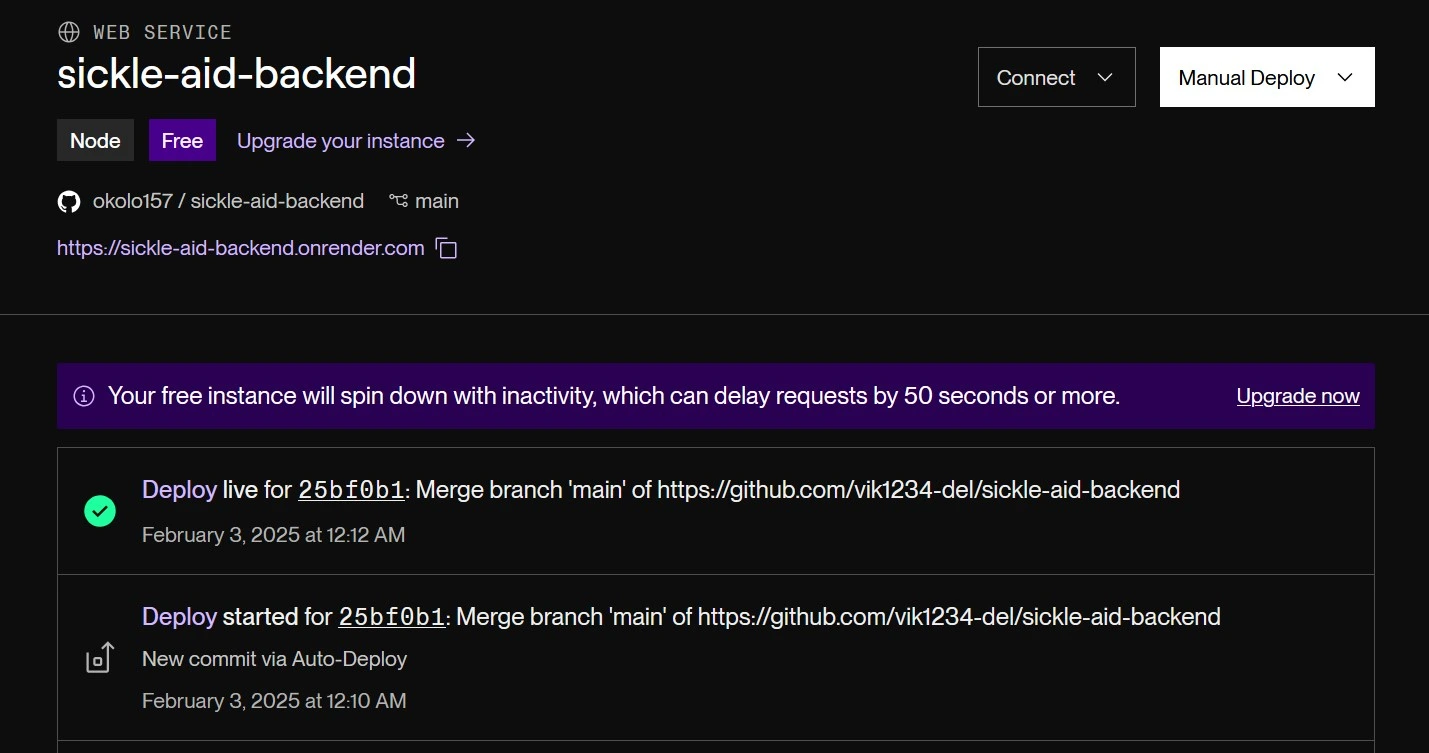 WEB SERVICE
sickle-aid-backend
Connect
Manual Deploy
Node
Free
Upgrade your instance →
okolo157 / sickle-aid-backend
main
https://sickle-aid-backend.onrender.com
Your free instance will spin down with inactivity, which can delay requests by 50 seconds or more.
Upgrade now
Deploy live for 25bf0b1: Merge branch 'main' of https://github.com/vik1234-del/sickle-aid-backend
February 3, 2025 at 12:12 AM
Deploy started for 25bf0b1: Merge branch 'main' of https://github.com/vik1234-del/sickle-aid-backend
New commit via Auto-Deploy
February 3, 2025 at 12:10 AM